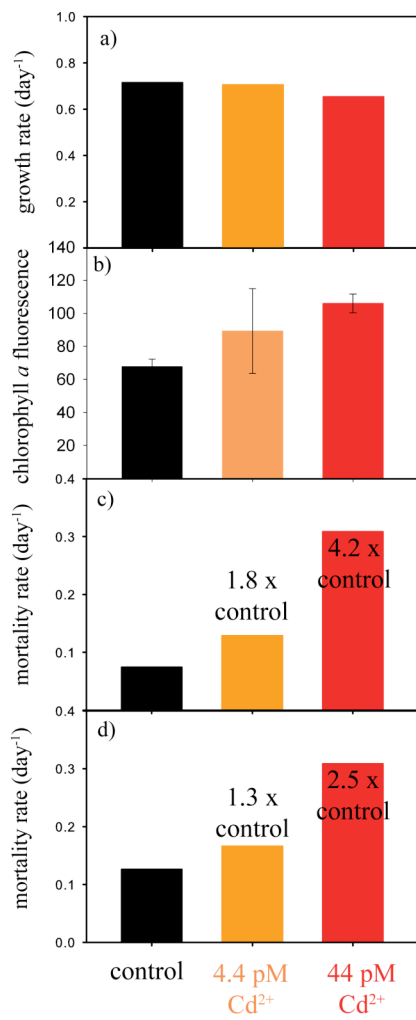 a)
growth rate (day-1)
1.0
0.8
0.6
0.4
0.2
b)
chlorophyll a fluorescence
140
120
100
80
60
40
20
c)
mortality rate (day-1)
0.4
0.3
0.2
0.1
1.8 x
control
4.2 x
control
d)
mortality rate (day-1)
0.4
0.3
0.2
0.1
0.0
1.3 x
control
2.5 x
control
control
4.4 pM
Cd2+
44 pM
Cd2+